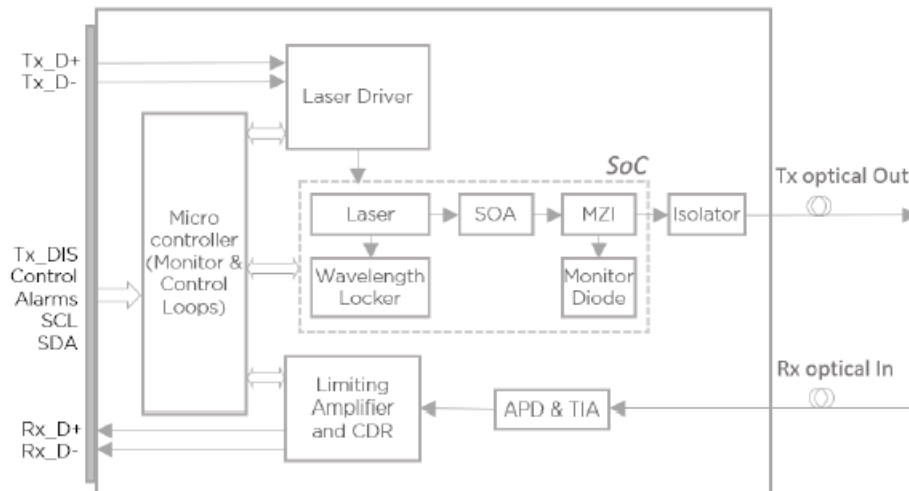 Tx_D+
Tx_D-
Laser Driver
SoC
Tx optical Out
Laser
SOA
MZI
Isolator
Micro
controller
(Monitor &
Control
Loops)
Wavelength
Locker
Monitor
Diode
Tx_DIS
Control
Alarms
SCL
SDA
Rx optical In
Limiting
Amplifier
and CDR
APD & TIA
Rx_D+
Rx_D-